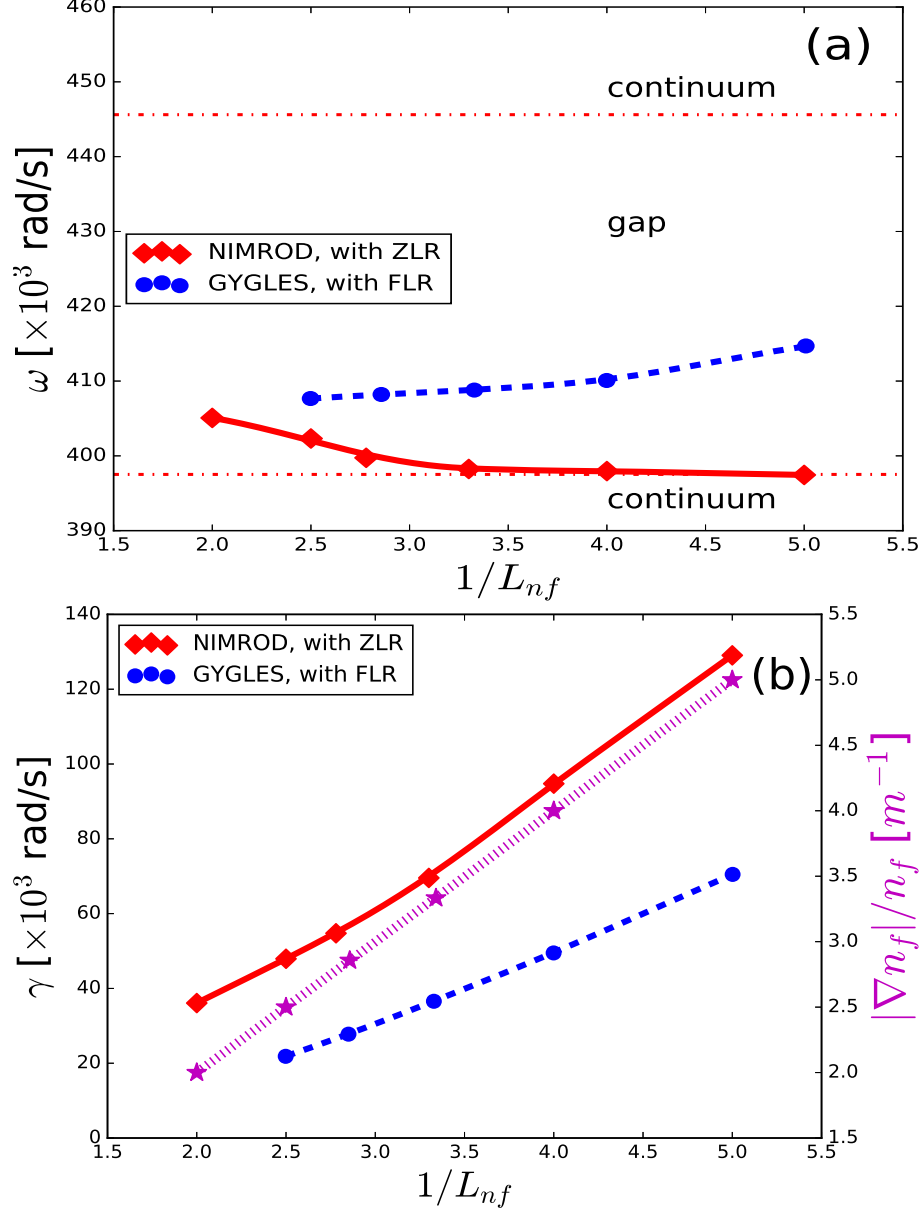 460
450
440
430
420
410
400
390
ω [×10³ rad/s]
(a)
continuum
gap
continuum
NIMROD, with ZLR
GYGLES, with FLR
1.5 2.0 2.5 3.0 3.5 4.0 4.5 5.0 5.5
1/L_{nf}
140
120
100
80
60
40
20
0
γ [×10³ rad/s]
NIMROD, with ZLR
GYGLES, with FLR
(b)
5.5
5.0
4.5
4.0
3.5
3.0
2.5
2.0
1.5
|∇n_f|/n_f [m⁻¹]
1.5 2.0 2.5 3.0 3.5 4.0 4.5 5.0 5.5
1/L_{nf}